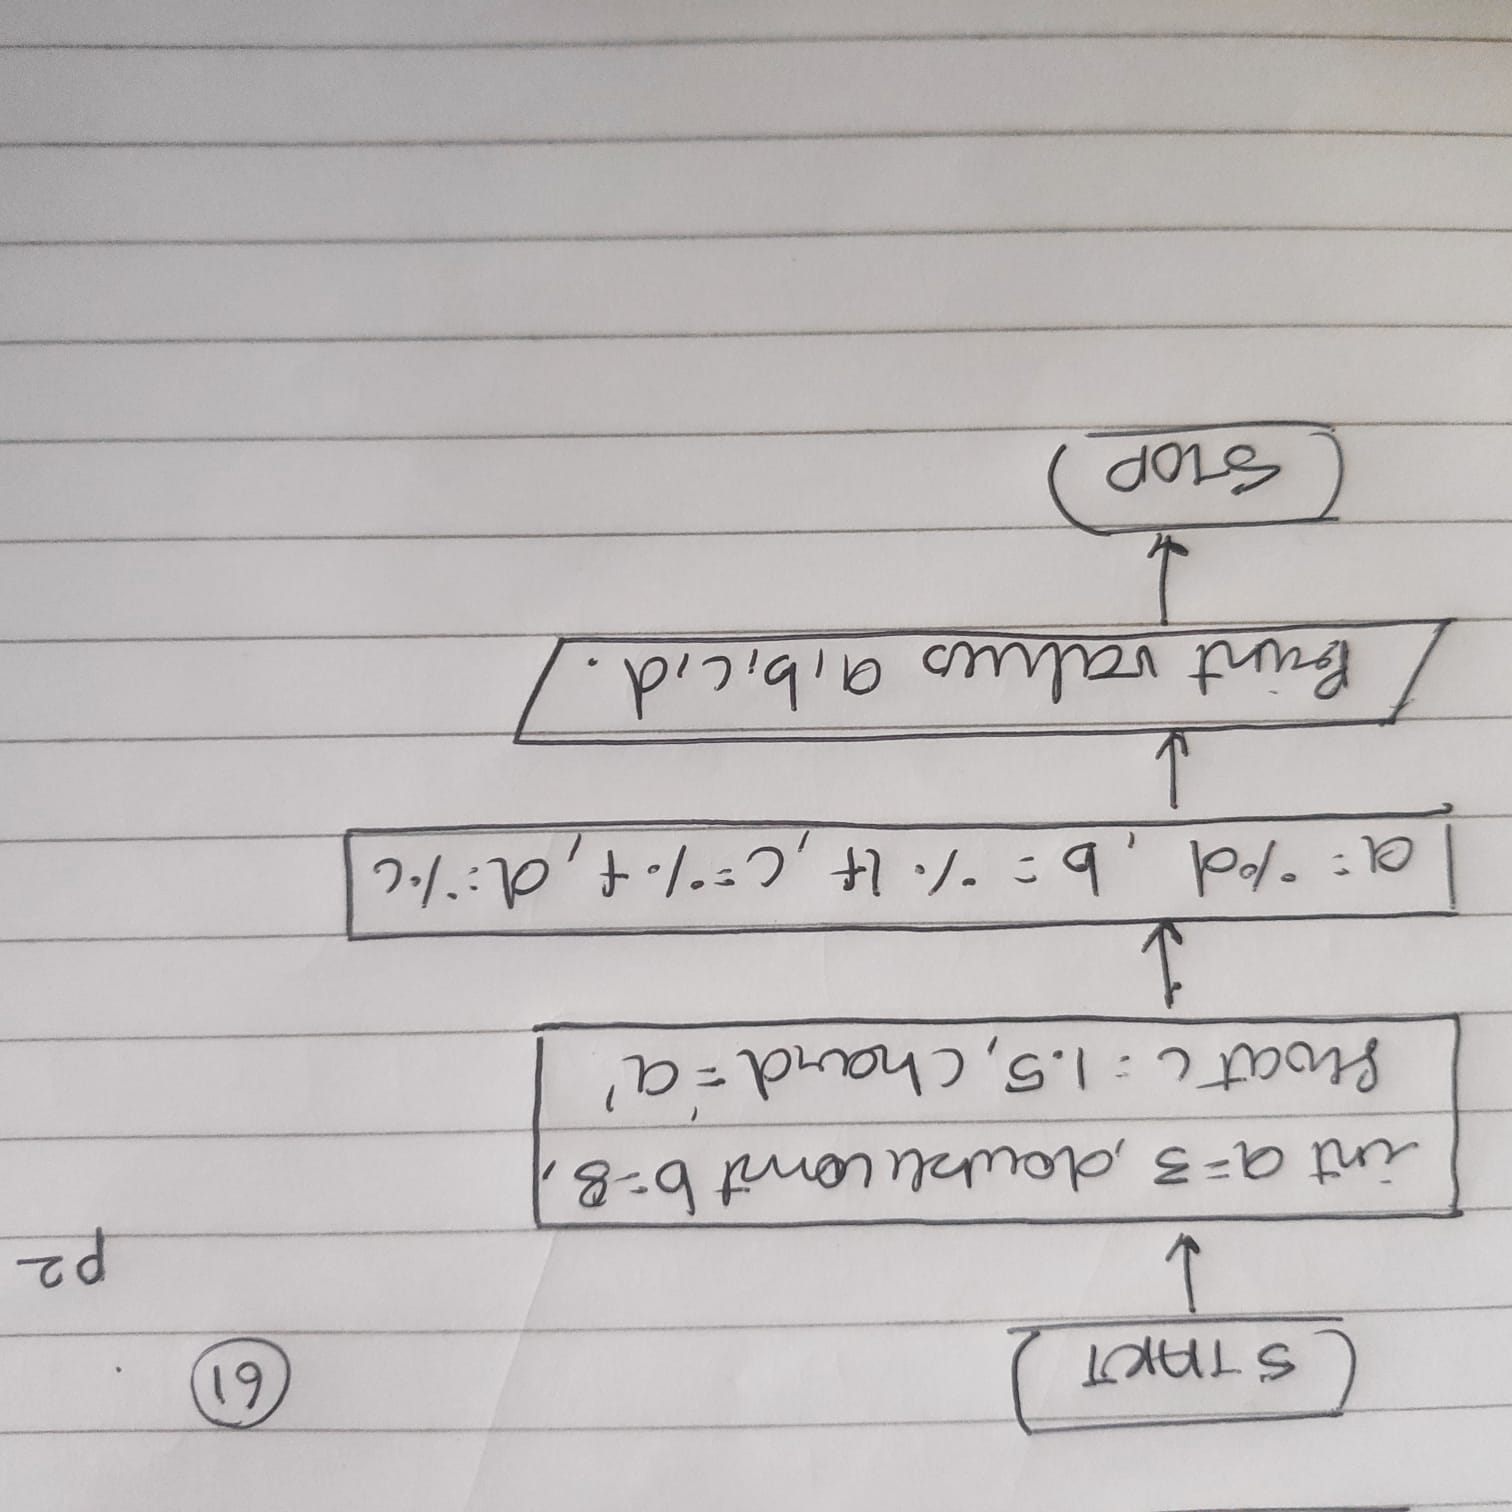 START
61
p2
int a=3, double const b=8,
float c=1.5, char d='a'
a=%d, b=%lf, c=%f, d=%c
Print values a,b,c,d.
STOP